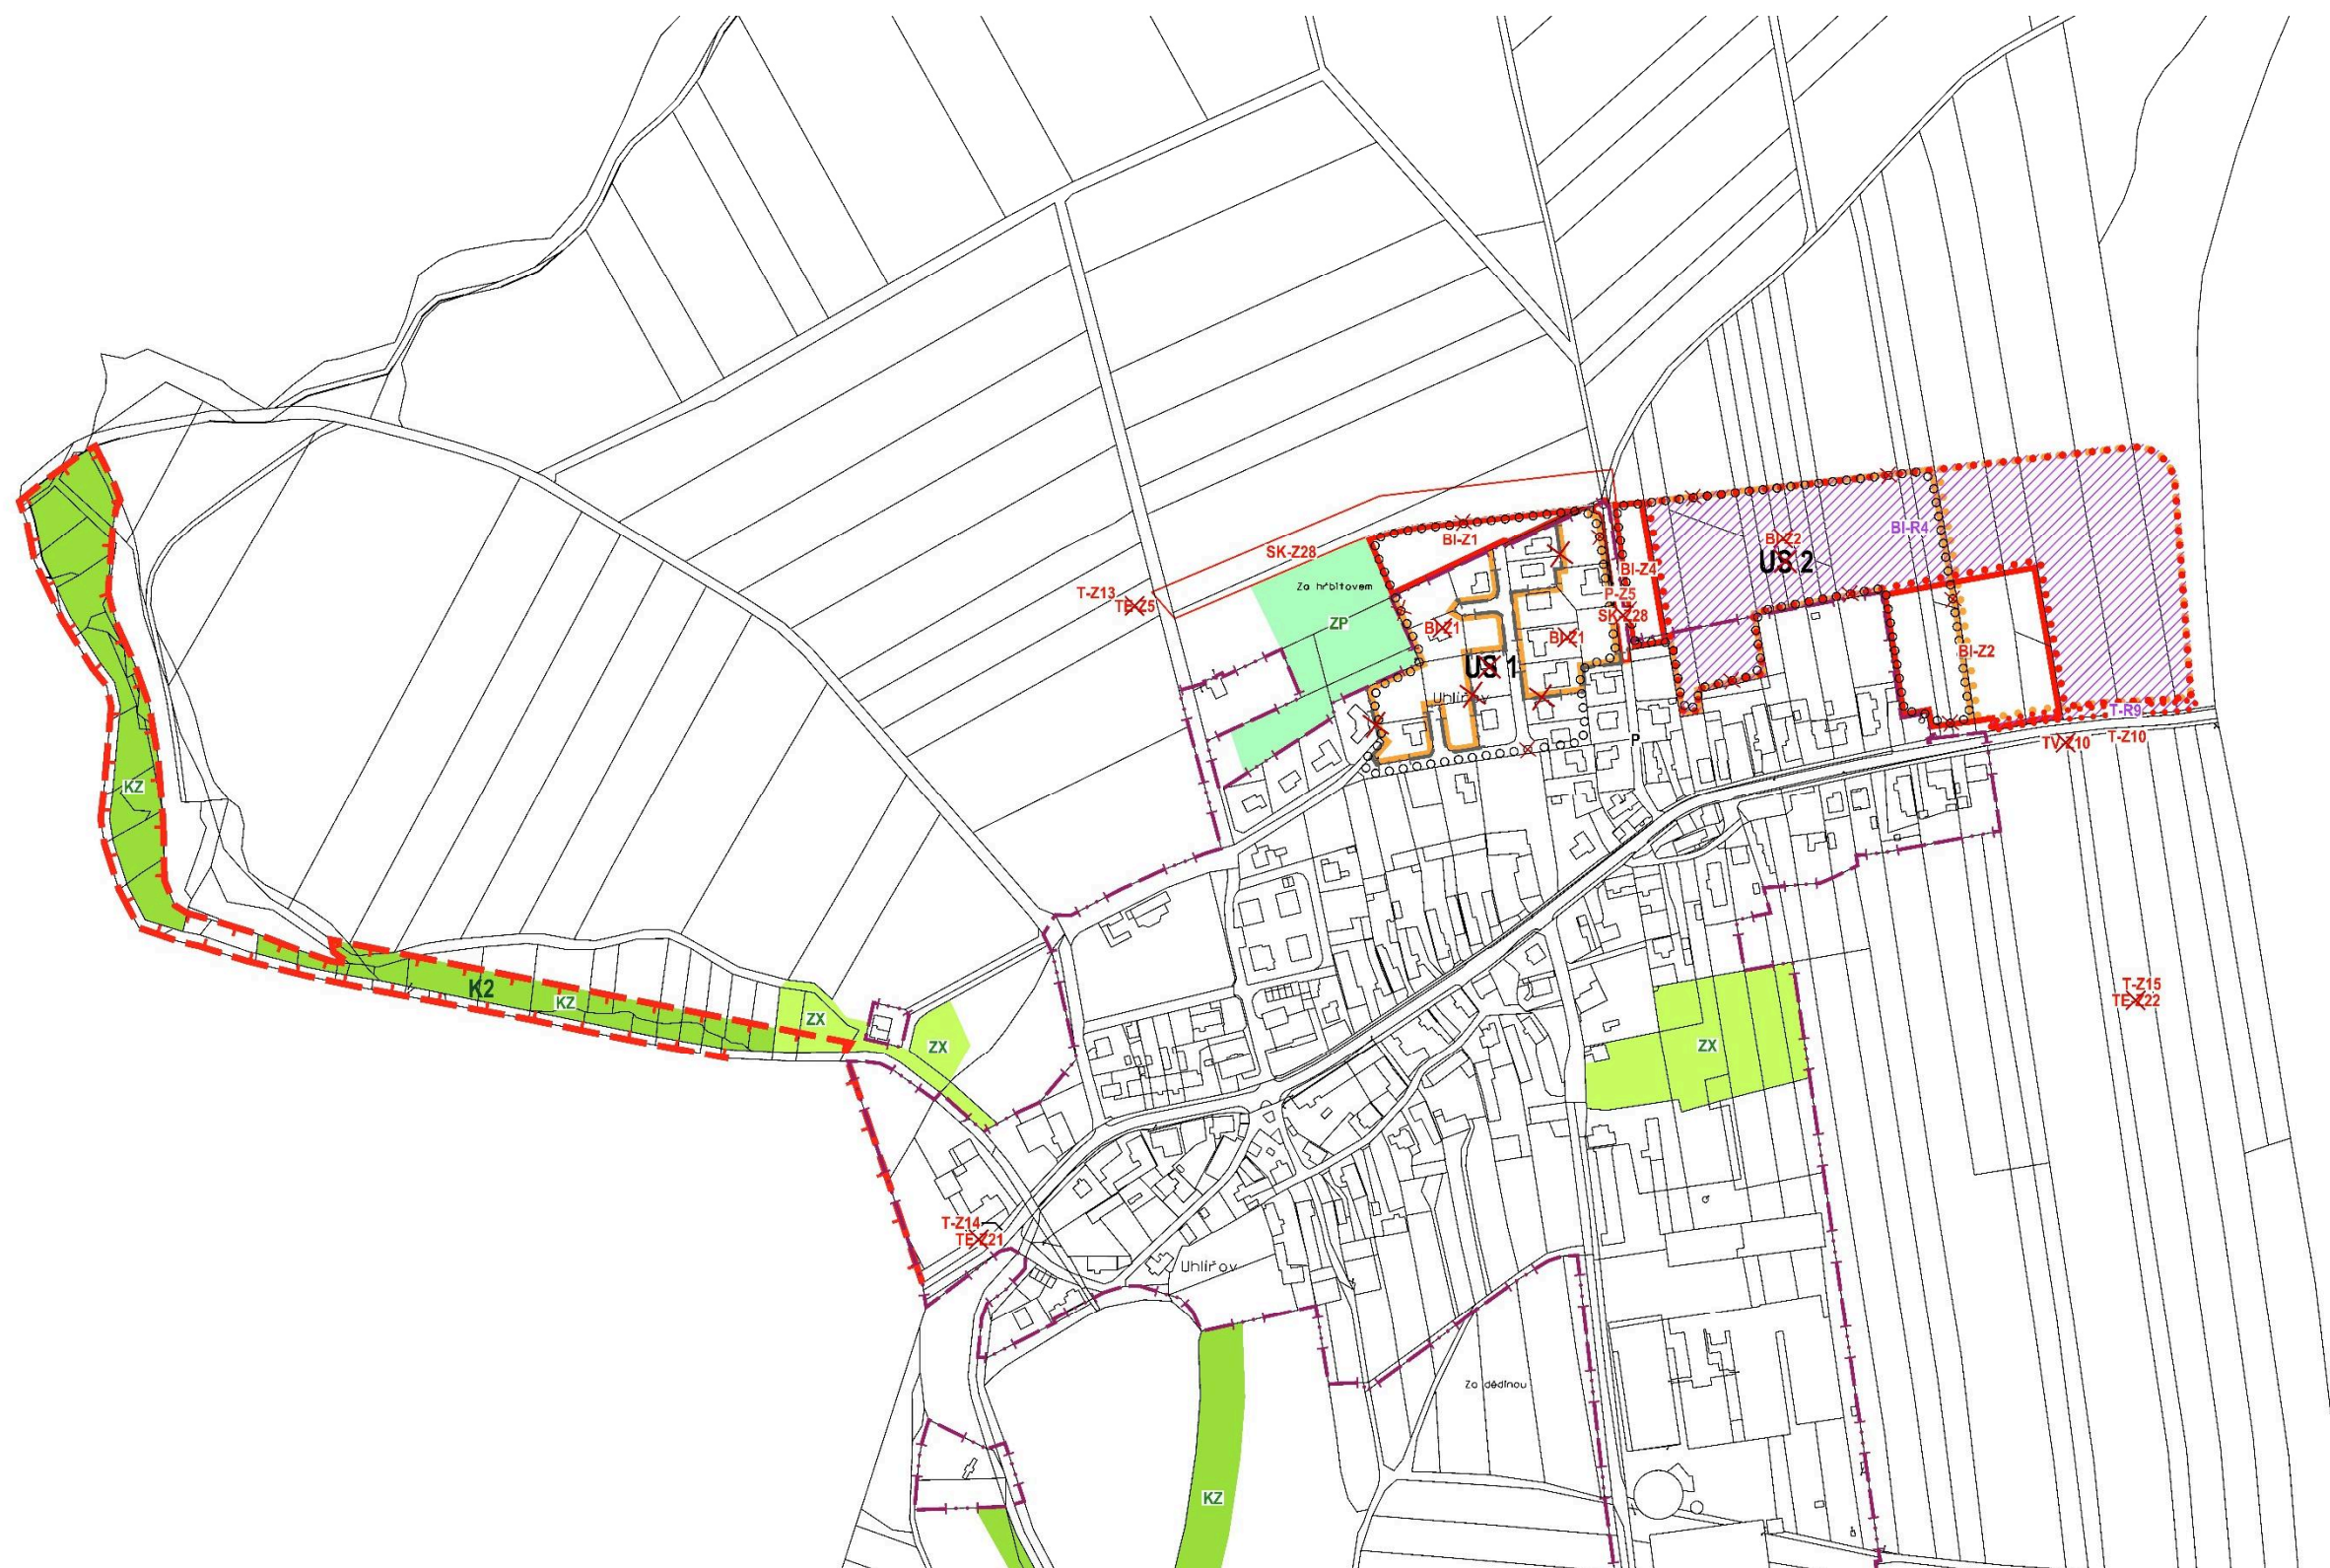 BI-R4
BI-Z1
BI-Z2
US 2
SK-Z28
BI-Z4
Za hřbitovem
T-Z13
TE-Z5
P-Z5
SK-Z28
ZP
BI-Z1
BI-Z1
BI-Z2
US 1
Uhlířov
T-R9
P
TV-Z10
T-Z10
KZ
K2
KZ
T-Z15
TE-Z22
ZX
ZX
ZX
T-Z14
TE-Z21
Uhlířov
Za dědinou
KZ